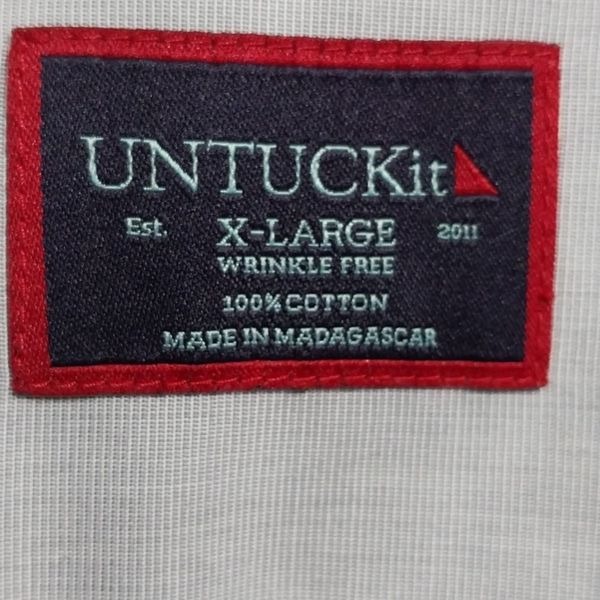 UNTUCKit
Est. X-LARGE 2011
WRINKLE FREE
100% COTTON
MADE IN MADAGASCAR